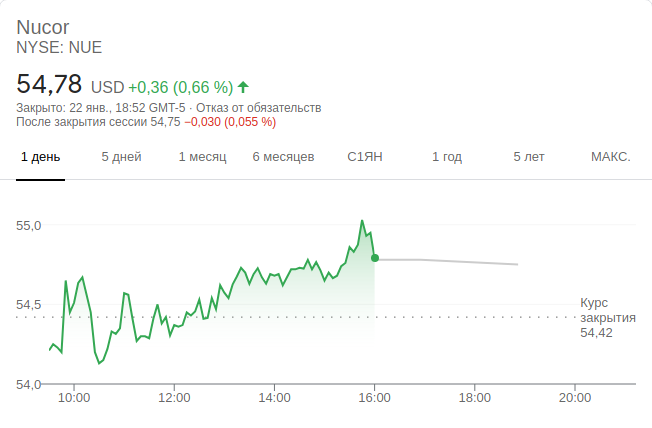 Nucor
NYSE: NUE
54,78 USD +0,36 (0,66 %)
Закрыто: 22 янв., 18:52 GMT-5 · Отказ от обязательств
После закрытия сессии 54,75 −0,030 (0,055 %)
1 день 5 дней 1 месяц 6 месяцев С1ЯН 1 год 5 лет МАКС.
55,0
54,5
Курс
закрытия
54,42
54,0
10:00 12:00 14:00 16:00 18:00 20:00